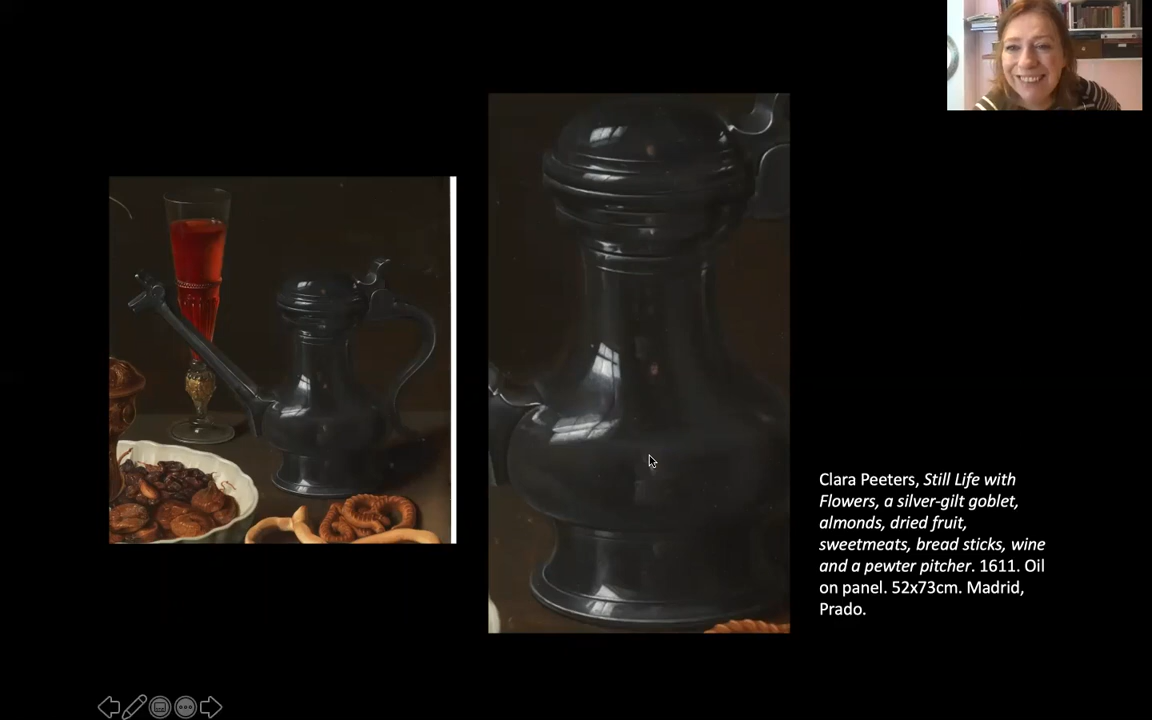 Clara Peeters, Still Life with
Flowers, a silver-gilt goblet,
almonds, dried fruit,
sweetmeats, bread sticks, wine
and a pewter pitcher. 1611. Oil
on panel. 52x73cm. Madrid,
Prado.